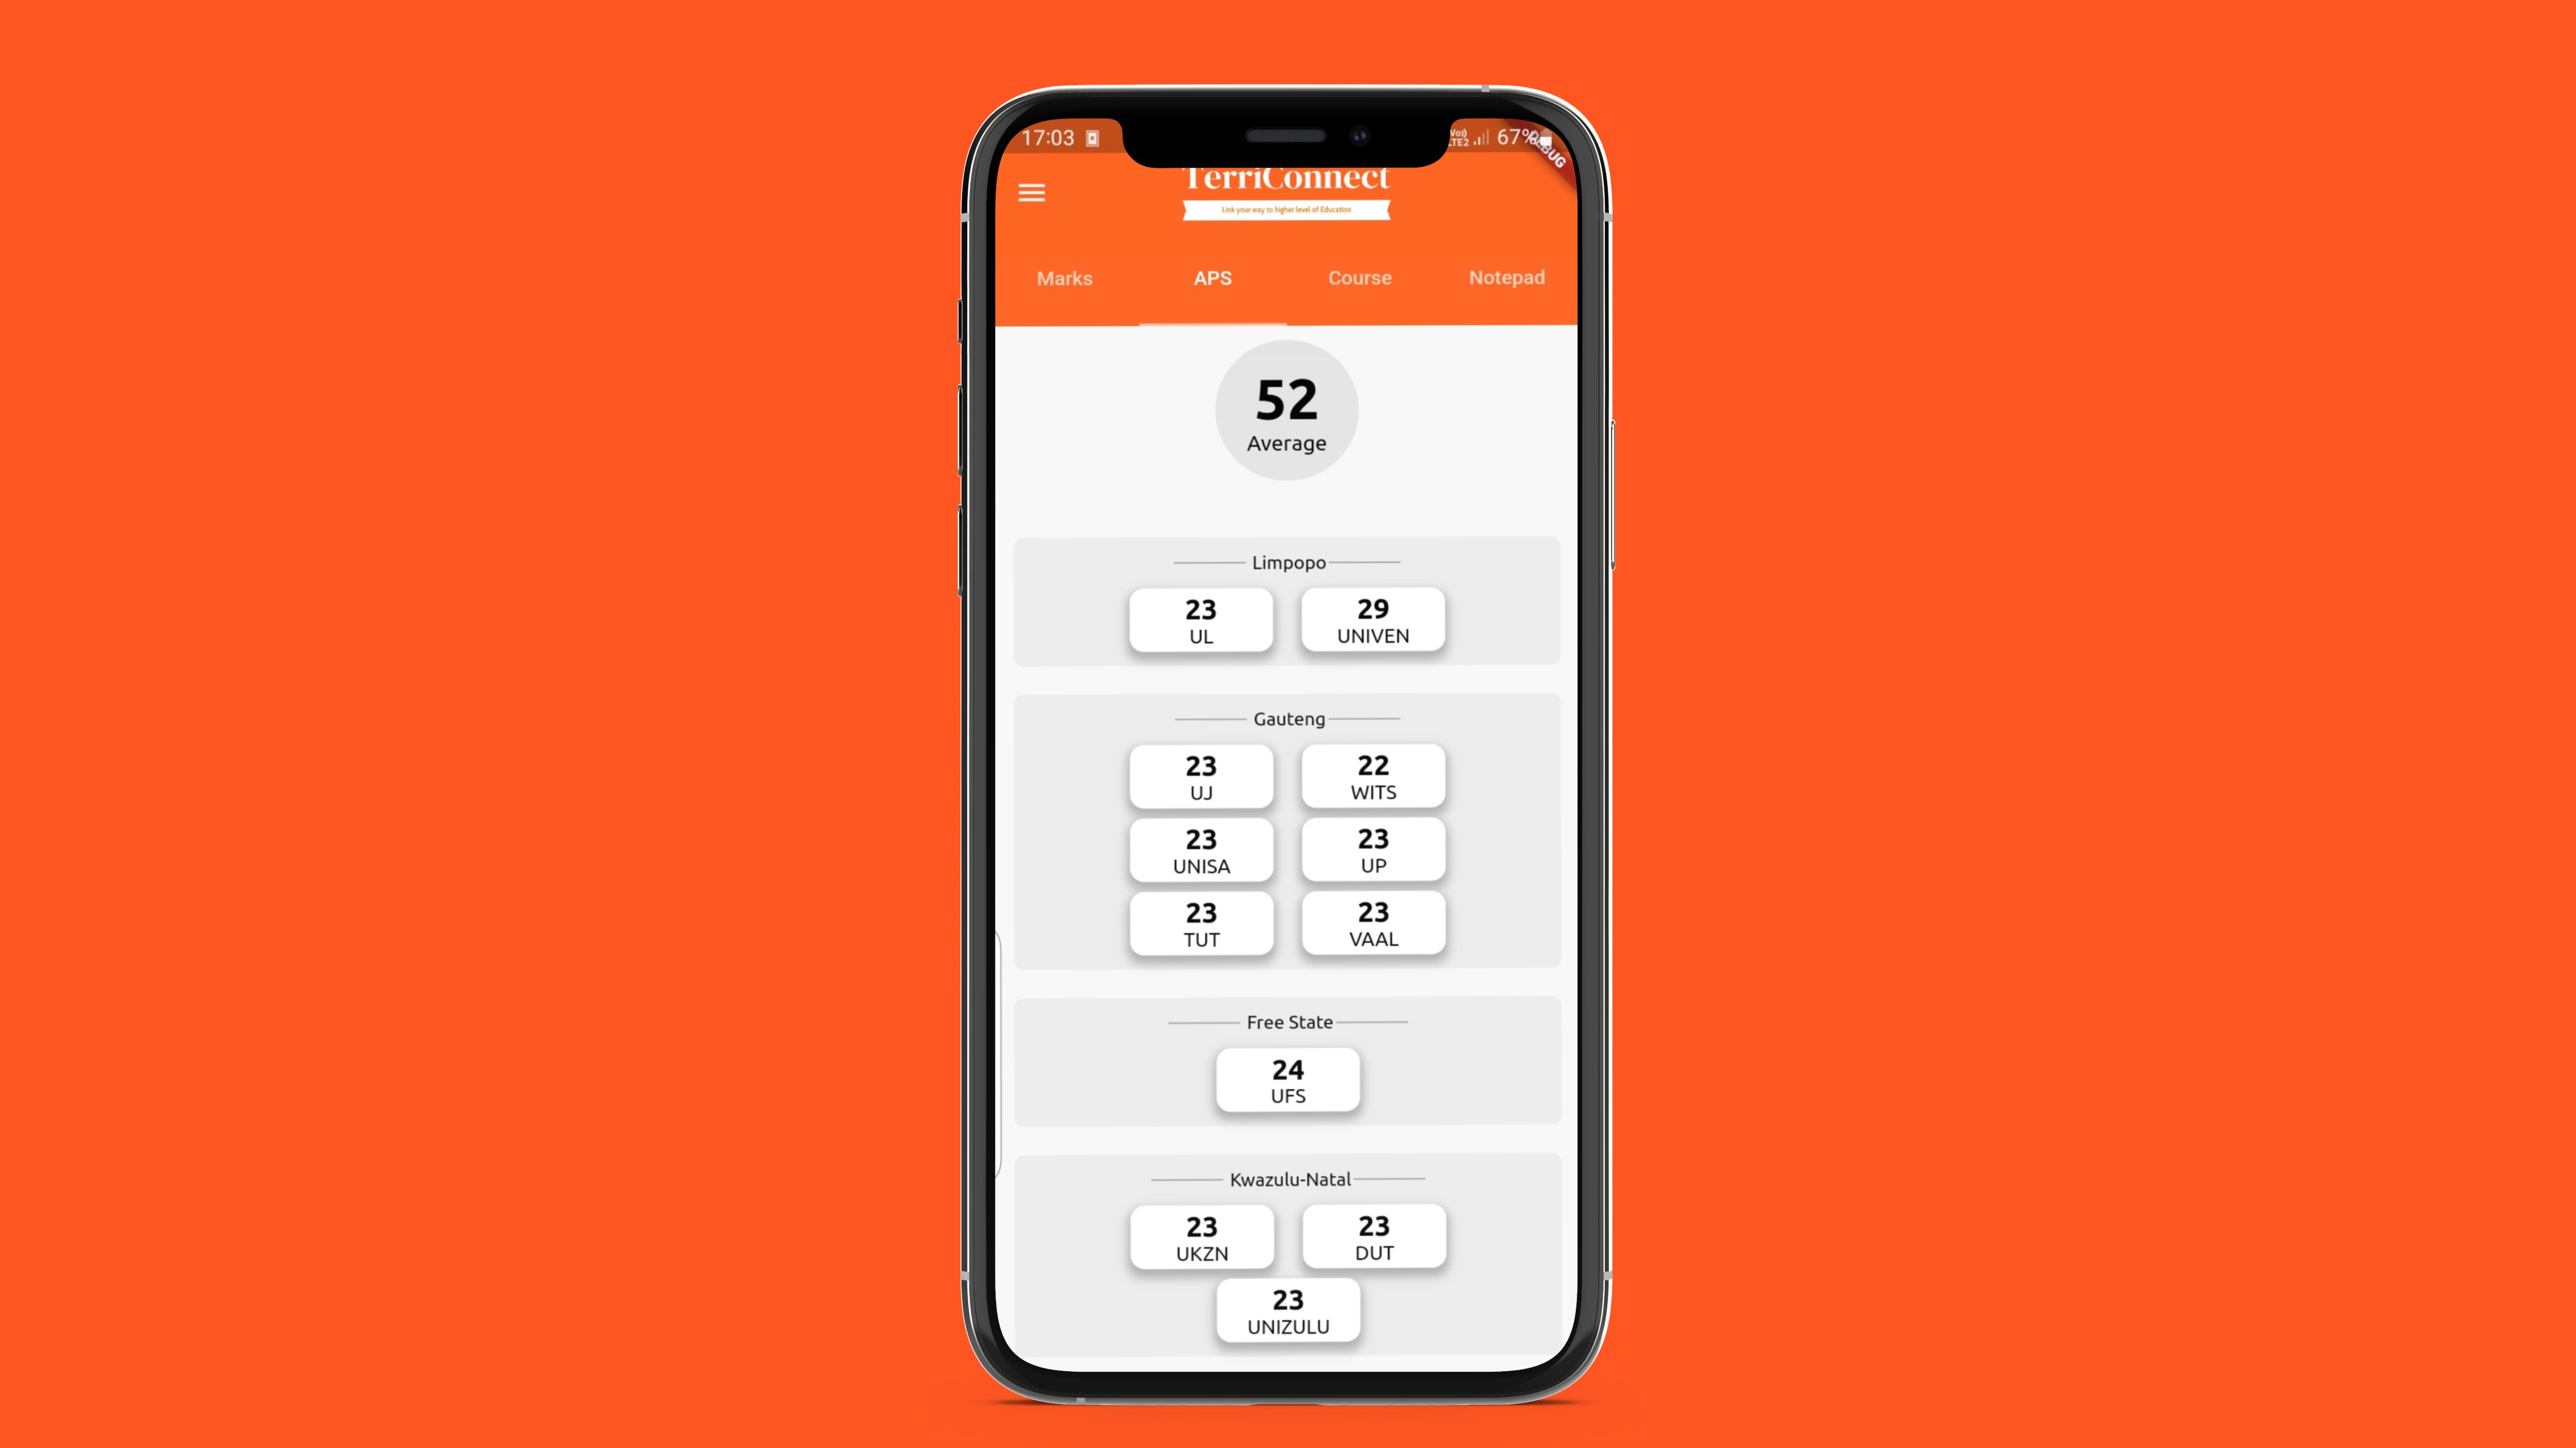 17:03
Vo))
LTE2
67%
DEBUG
TerriConnect
Link your way to higher level of Education
Marks APS Course Notepad
52
Average
Limpopo
23 29
UL UNIVEN
Gauteng
23 22
UJ WITS
23 23
UNISA UP
23 23
TUT VAAL
Free State
24
UFS
Kwazulu-Natal
23 23
UKZN DUT
23
UNIZULU